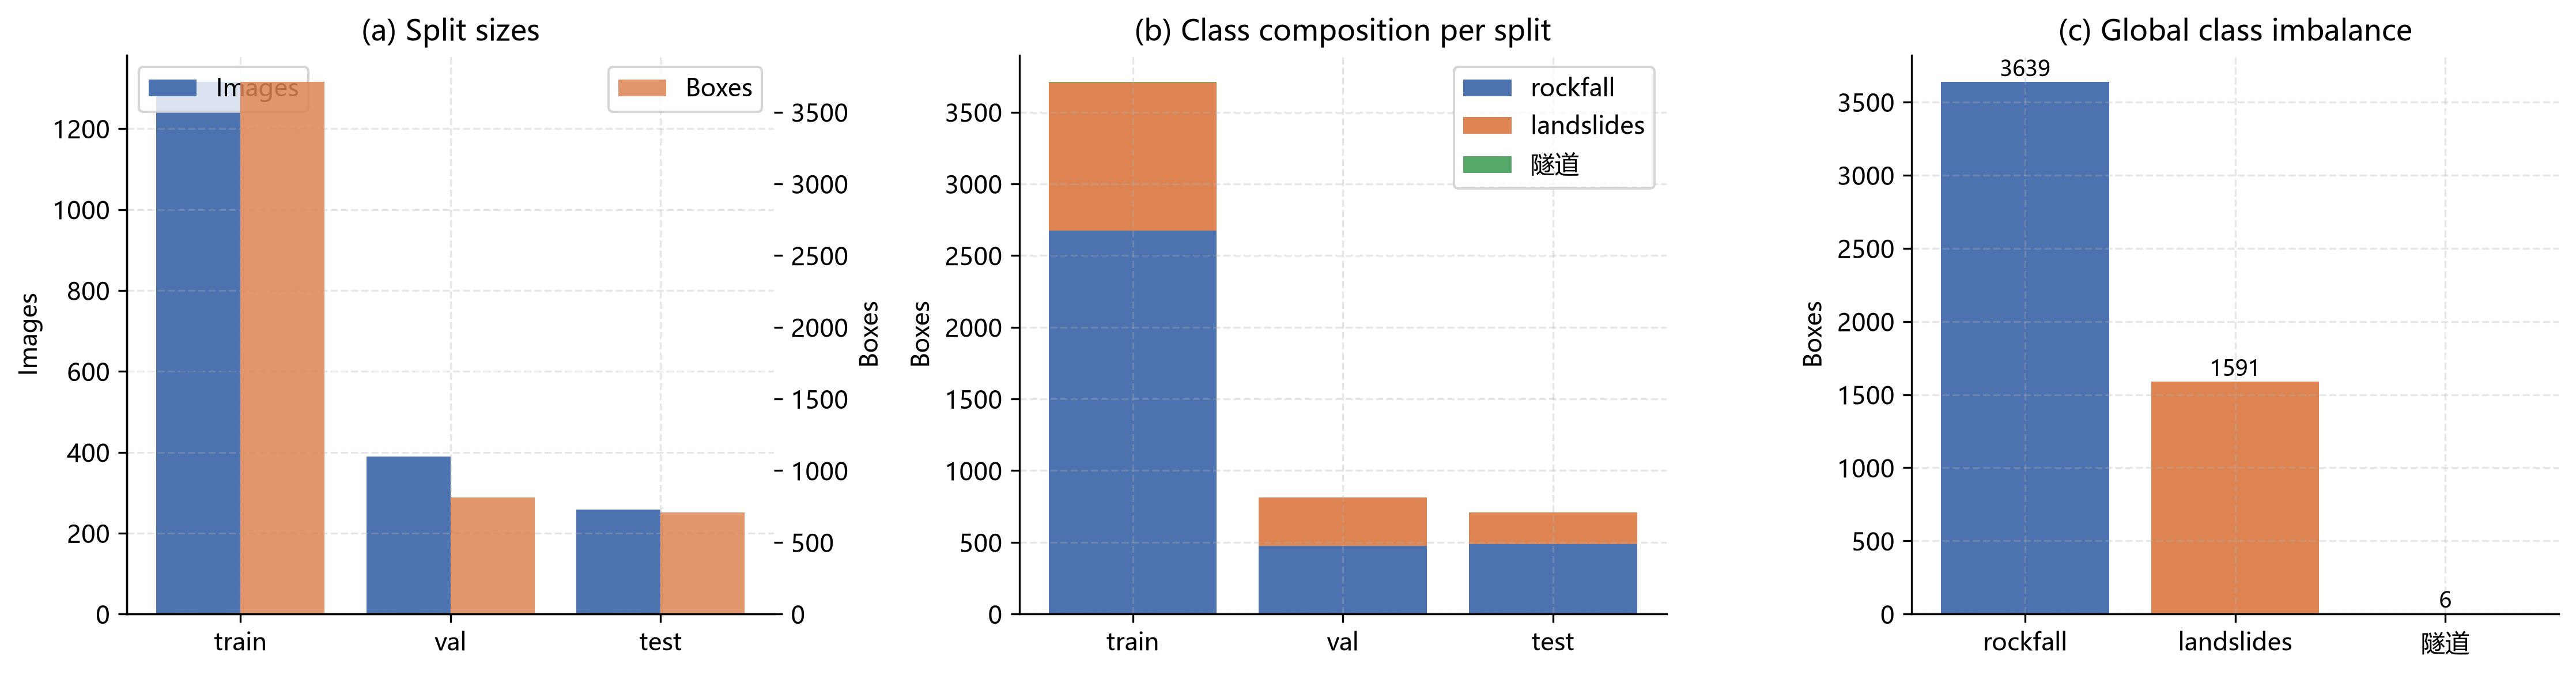 (a) Split sizes
Images
Boxes
1200
1000
800
600
400
200
0
Images
3500
3000
2500
2000
1500
1000
500
0
Boxes
train
val
test
(b) Class composition per split
rockfall
landslides
隧道
3500
3000
2500
2000
1500
1000
500
0
Boxes
train
val
test
(c) Global class imbalance
3639
1591
6
3500
3000
2500
2000
1500
1000
500
0
Boxes
rockfall
landslides
隧道